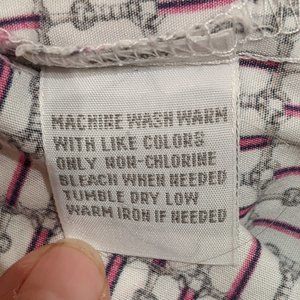 MACHINE WASH WARM
WITH LIKE COLORS
ONLY NON-CHLORINE
BLEACH WHEN NEEDED
TUMBLE DRY LOW
WARM IRON IF NEEDED